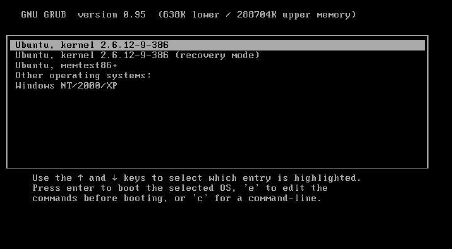 GNU GRUB version 0.95 (638K lower / 288704K upper memory)
Ubuntu, kernel 2.6.12-9-386
Ubuntu, kernel 2.6.12-9-386 (recovery mode)
Ubuntu, memtest86+
Other operating systems:
Windows NT/2000/XP
Use the ↑ and ↓ keys to select which entry is highlighted.
Press enter to boot the selected OS, 'e' to edit the
commands before booting, or 'c' for a command-line.